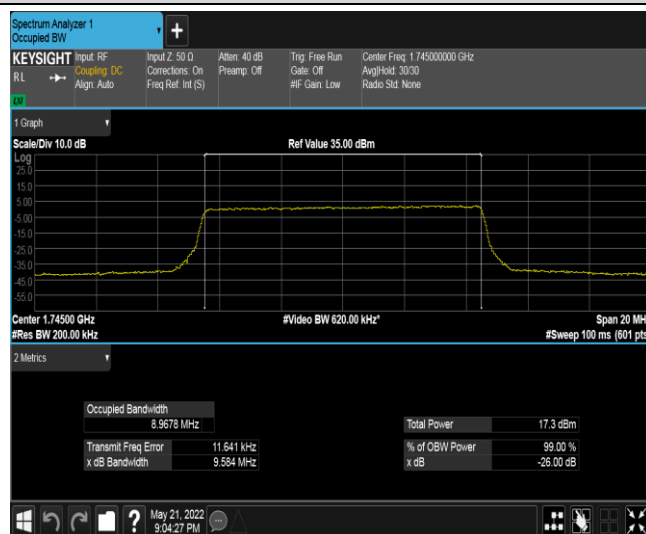 Spectrum Analyzer 1
Occupied BW
KEYSIGHT
RL
LXI
Input: RF
Coupling: DC
Align: Auto
Input Z: 50 Ω
Corrections: On
Freq Ref: Int (S)
Atten: 40 dB
Preamp: Off
Trig: Free Run
Gate: Off
#IF Gain: Low
Center Freq: 1.745000000 GHz
Avg|Hold: 30/30
Radio Std: None
1 Graph
Scale/Div 10.0 dB
Ref Value 35.00 dBm
Log
25.0
15.0
5.00
-5.00
-15.0
-25.0
-35.0
-45.0
-55.0
Center 1.74500 GHz
#Video BW 620.00 kHz*
Span 20 MH
#Res BW 200.00 kHz
#Sweep 100 ms (601 pts
2 Metrics
Occupied Bandwidth
8.9678 MHz
Total Power 17.3 dBm
Transmit Freq Error 11.641 kHz
% of OBW Power 99.00 %
x dB Bandwidth 9.584 MHz
x dB -26.00 dB
?
May 21, 2022
9:04:27 PM